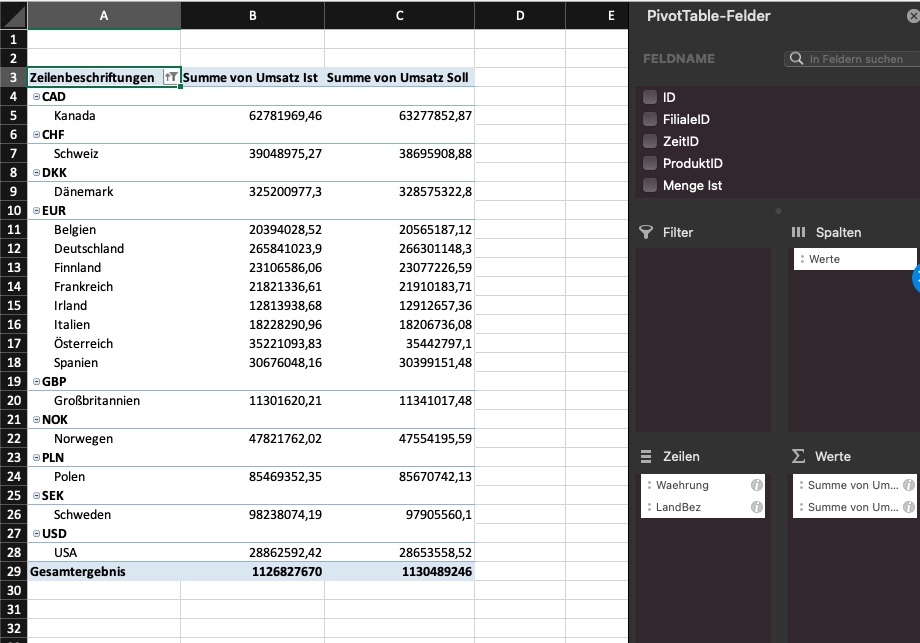 A B C D E
1
2
3 Zeilenbeschriftungen Summe von Umsatz Ist Summe von Umsatz Soll
4 CAD
5 Kanada 62781969,46 63277852,87
6 CHF
7 Schweiz 39048975,27 38695908,88
8 DKK
9 Dänemark 325200977,3 328575322,8
10 EUR
11 Belgien 20394028,52 20565187,12
12 Deutschland 265841023,9 266301148,3
13 Finnland 23106586,06 23077226,59
14 Frankreich 21821336,61 21910183,71
15 Irland 12813938,68 12912657,36
16 Italien 18228290,96 18206736,08
17 Österreich 35221093,83 35442797,1
18 Spanien 30676048,16 30399151,48
19 GBP
20 Großbritannien 11301620,21 11341017,48
21 NOK
22 Norwegen 47821762,02 47554195,59
23 PLN
24 Polen 85469352,35 85670742,13
25 SEK
26 Schweden 98238074,19 97905560,1
27 USD
28 USA 28862592,42 28653558,52
29 Gesamtergebnis 1126827670 1130489246
30
31
32
PivotTable-Felder
FELDNAME In Feldern suchen
ID
FilialeID
ZeitID
ProduktID
Menge Ist
Filter Spalten
Werte
Zeilen Werte
Waehrung Summe von Um...
LandBez Summe von Um...